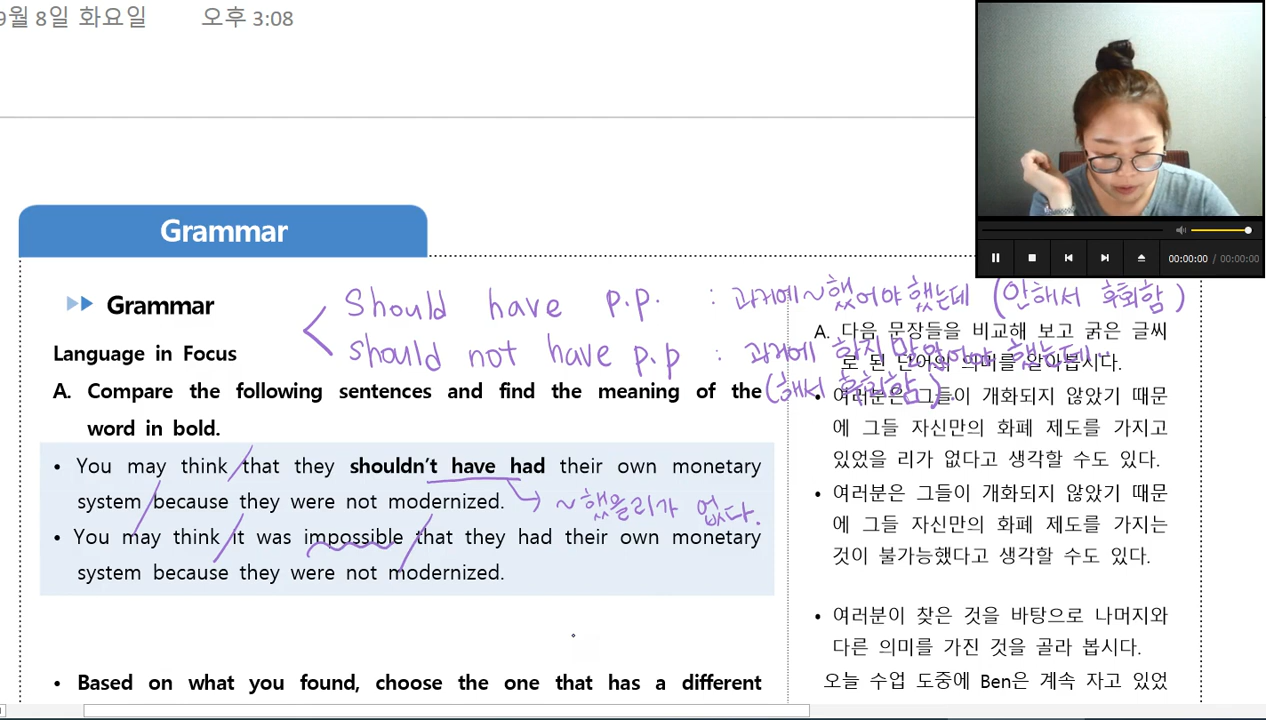 9월 8일 화요일 오후 3:08
00:00:00 / 00:00:00
Grammar
Grammar
Should have p.p. : 과거에 ~했어야 했는데 (안해서 후회함)
should not have p.p : 과거에 하지 말았어야 했는데..
(해서 후회함).
Language in Focus
A. Compare the following sentences and find the meaning of the
word in bold.
• You may think that they shouldn't have had their own monetary
system because they were not modernized.
~했을리가 없다.
• You may think it was impossible that they had their own monetary
system because they were not modernized.
• Based on what you found, choose the one that has a different
A. 다음 문장들을 비교해 보고 굵은 글씨
로 된 단어의 의미를 알아봅시다.
• 여러분은 그들이 개화되지 않았기 때문
에 그들 자신만의 화폐 제도를 가지고
있었을 리가 없다고 생각할 수도 있다.
• 여러분은 그들이 개화되지 않았기 때문
에 그들 자신만의 화폐 제도를 가지는
것이 불가능했다고 생각할 수도 있다.
• 여러분이 찾은 것을 바탕으로 나머지와
다른 의미를 가진 것을 골라 봅시다.
오늘 수업 도중에 Ben은 계속 자고 있었